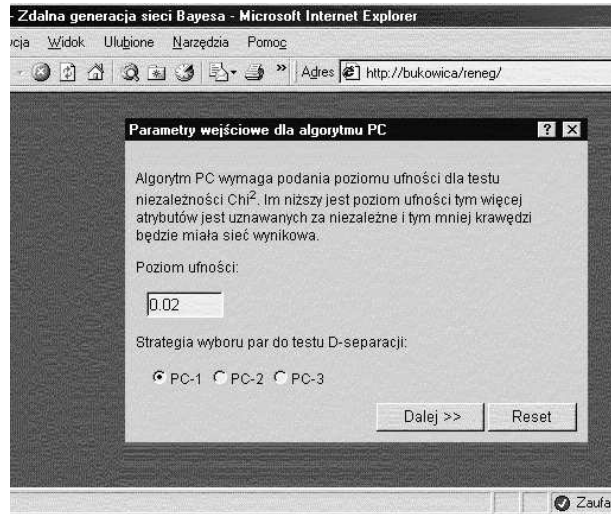 - Zdalna generacja sieci Bayesa - Microsoft Internet Explorer
ycja Widok Ulubione Narzędzia Pomoc
» Adres http://bukowica/reneg/
Parametry wejściowe dla algorytmu PC
Algorytm PC wymaga podania poziomu ufności dla testu
niezależności Chi². Im niższy jest poziom ufności tym więcej
atrybutów jest uznawanych za niezależne i tym mniej krawędzi
będzie miała sieć wynikowa.
Poziom ufności:
0.02
Strategia wyboru par do testu D-separacji:
PC-1 PC-2 PC-3
Dalej >> Reset
Zaufa